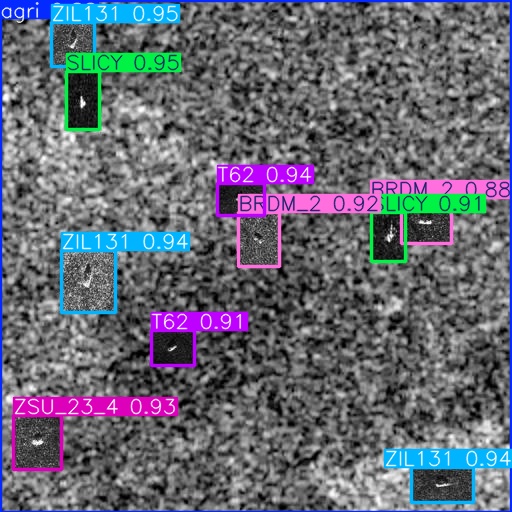 agri
ZIL131 0.95
SLICY 0.95
T62 0.94
BRDM_2 0.88
BRDM_2 0.92
SLICY 0.91
ZIL131 0.94
T62 0.91
ZSU_23_4 0.93
ZIL131 0.94